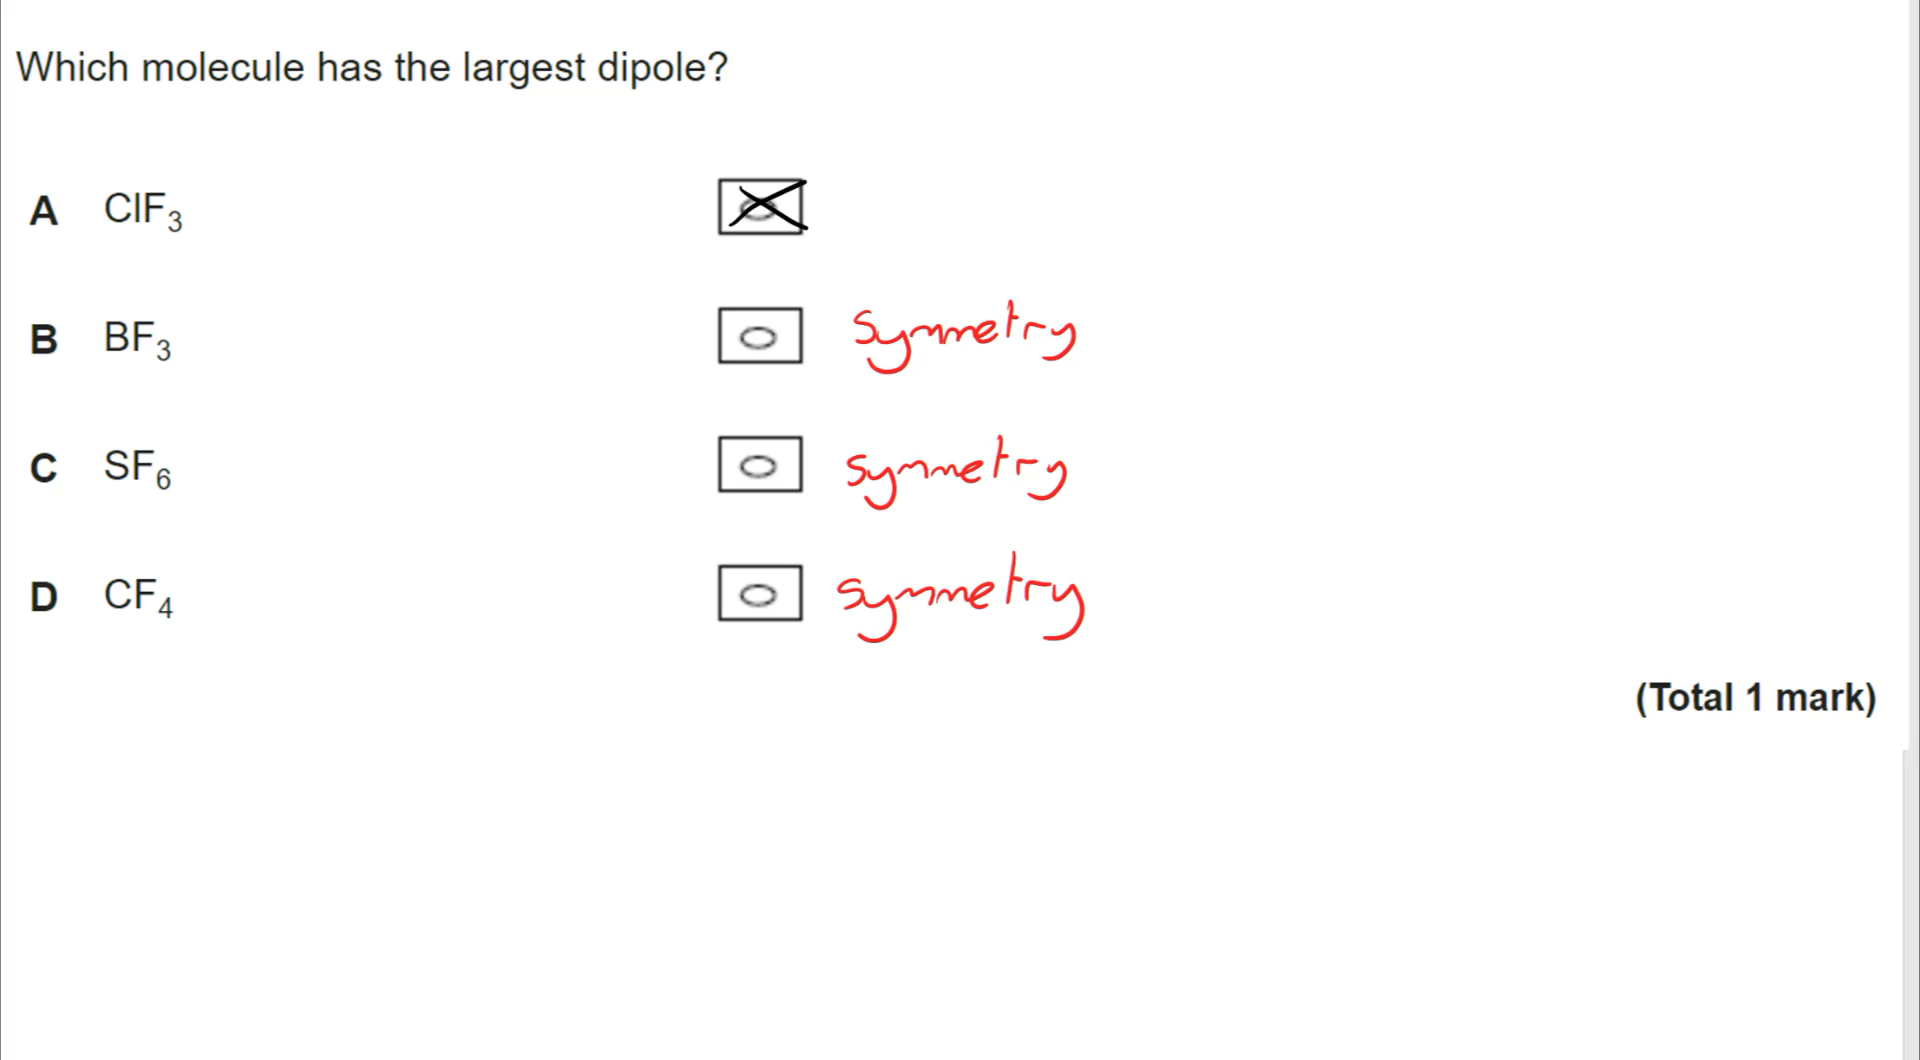 Which molecule has the largest dipole?
A ClF₃
B BF₃ Symmetry
C SF₆ symmetry
D CF₄ symmetry
(Total 1 mark)